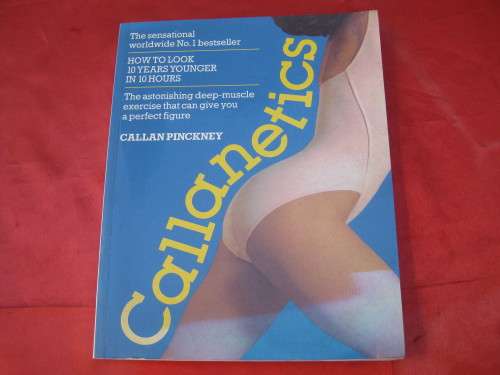 The sensational
worldwide No. 1 bestseller
HOW TO LOOK
10 YEARS YOUNGER
IN 10 HOURS
The astonishing deep-muscle
exercise that can give you
a perfect figure
CALLAN PINCKNEY
Callanetics